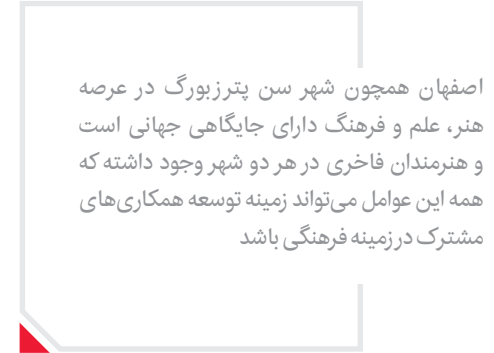 اصفهان همچون شهر سن پترزبورگ در عرصه
هنر، علم و فرهنگ دارای جایگاهی جهانی است
و هنرمندان فاخری در هر دو شهر وجود داشته که
همه این عوامل می‌تواند زمینه توسعه همکاری‌های
مشترک در زمینه فرهنگی باشد